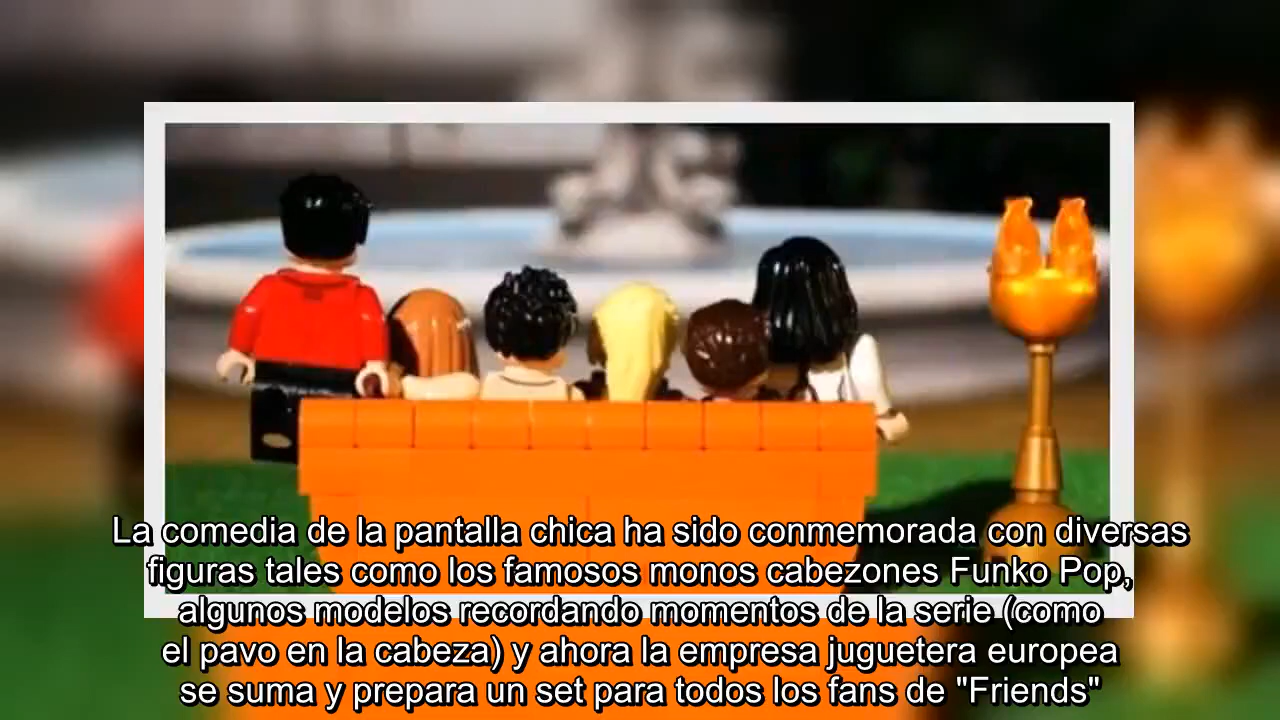 La comedia de la pantalla chica ha sido conmemorada con diversas
figuras tales como los famosos monos cabezones Funko Pop,
algunos modelos recordando momentos de la serie (como
el pavo en la cabeza) y ahora la empresa juguetera europea
se suma y prepara un set para todos los fans de "Friends"